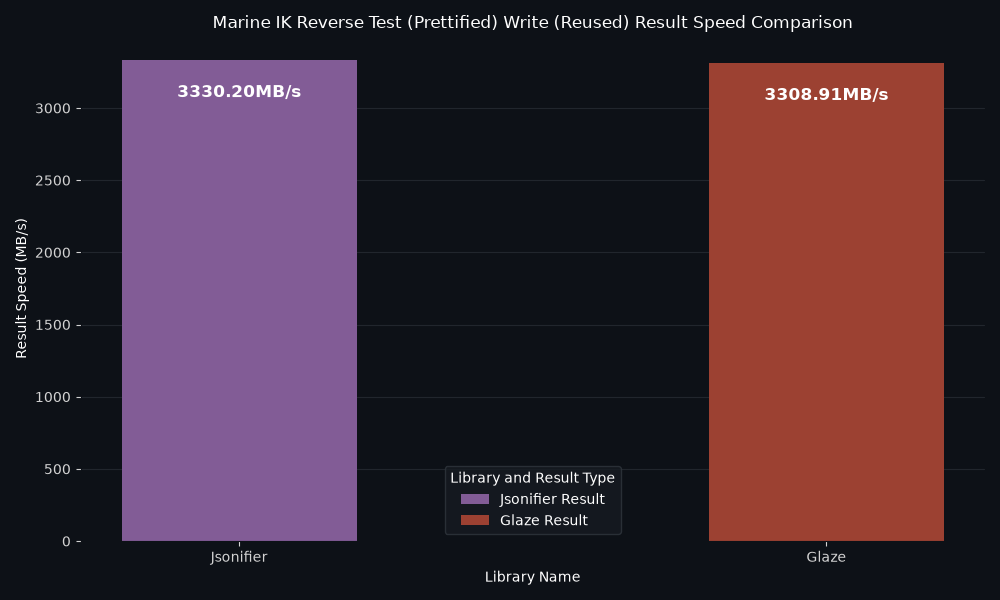 Marine IK Reverse Test (Prettified) Write (Reused) Result Speed Comparison
3330.20MB/s
3308.91MB/s
Result Speed (MB/s)
3000
2500
2000
1500
1000
500
0
Library and Result Type
Jsonifier Result
Glaze Result
Jsonifier
Glaze
Library Name